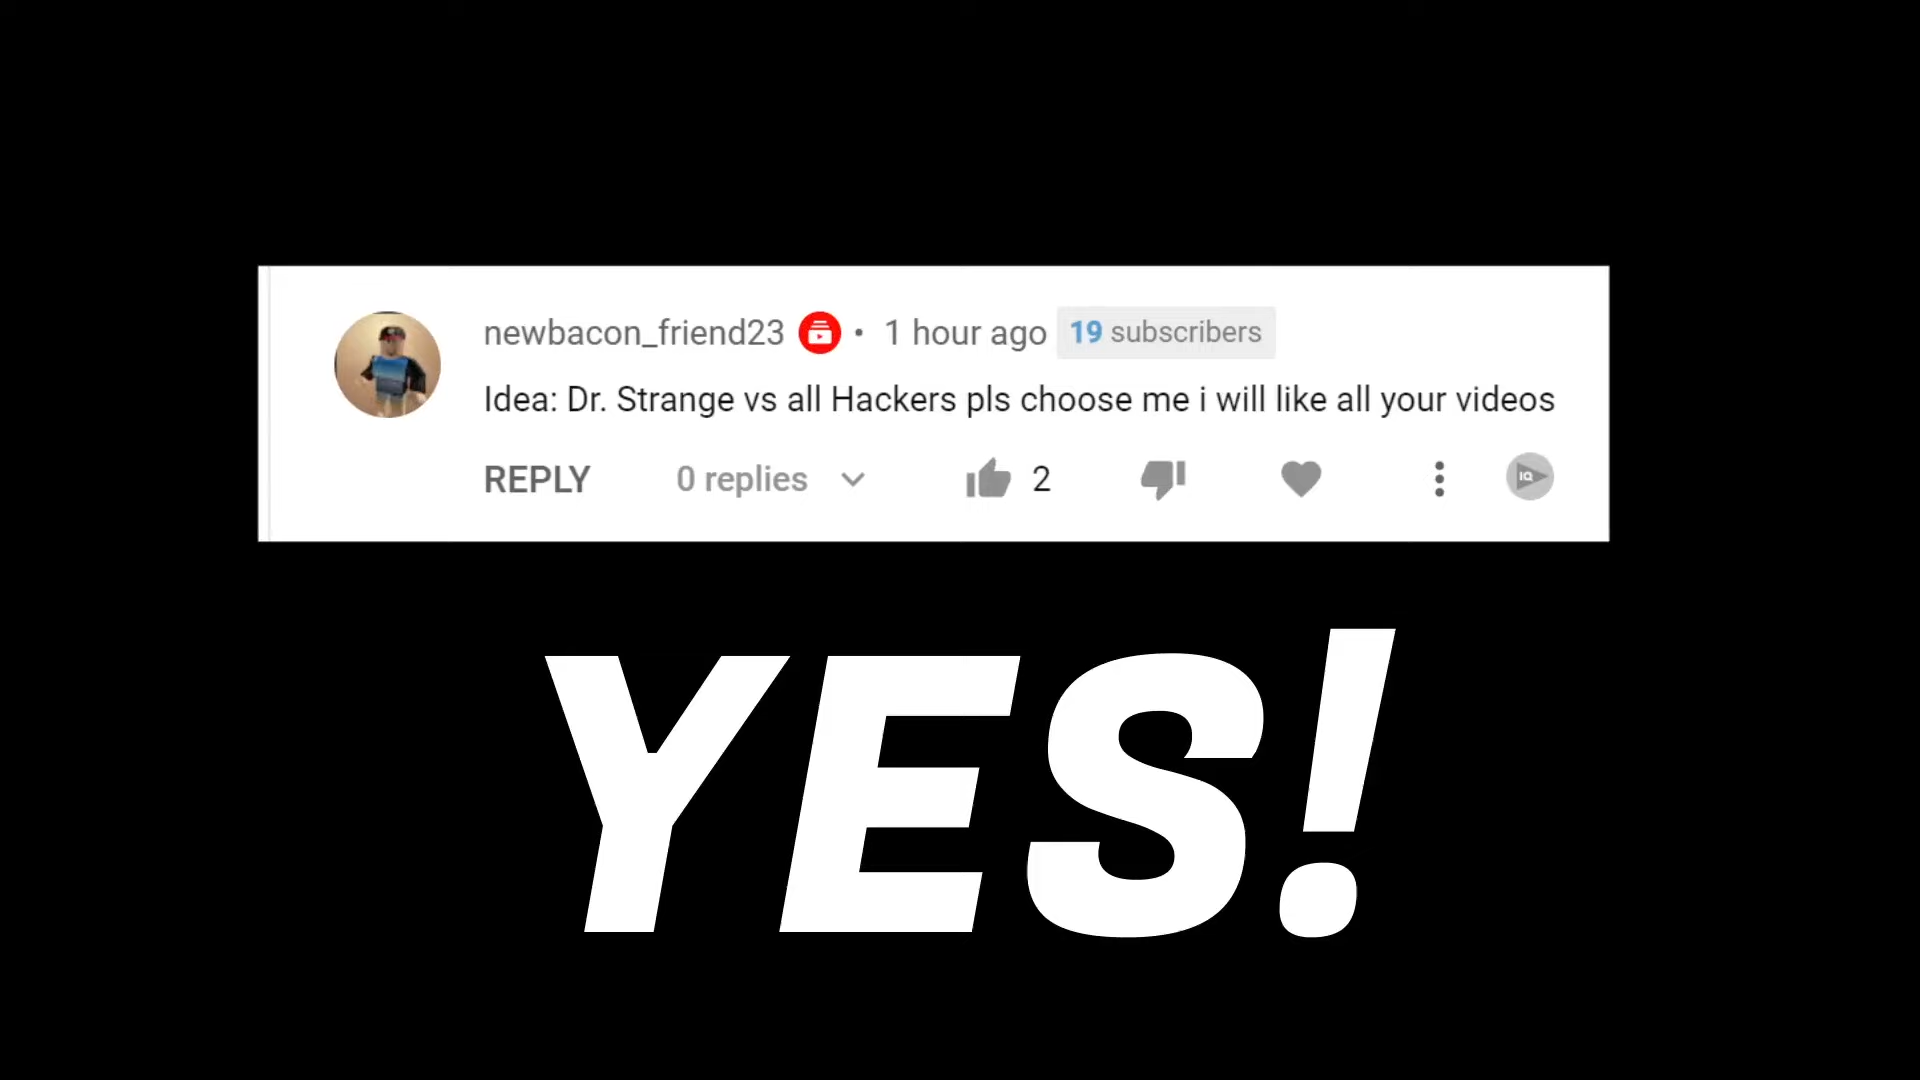 newbacon_friend23 • 1 hour ago 19 subscribers
Idea: Dr. Strange vs all Hackers pls choose me i will like all your videos
REPLY 0 replies 2 IQ
YES!